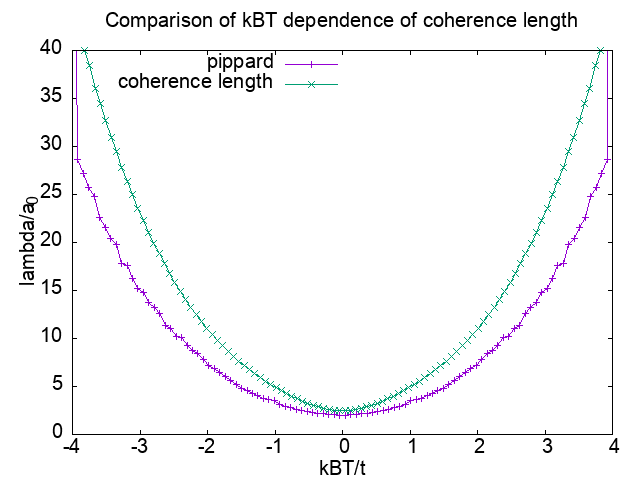 Comparison of kBT dependence of coherence length
pippard
coherence length
lambda/a0
40
35
30
25
20
15
10
5
0
-4 -3 -2 -1 0 1 2 3 4
kBT/t